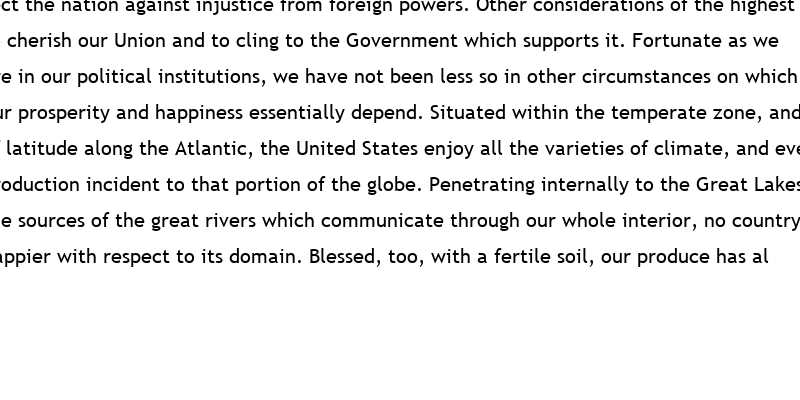 the nation against injustice from foreign powers. Other considerations of the highest
cherish our Union and to cling to the Government which supports it. Fortunate as we
in our political institutions, we have not been less so in other circumstances on which
prosperity and happiness essentially depend. Situated within the temperate zone, and
latitude along the Atlantic, the United States enjoy all the varieties of climate, and
incident to that portion of the globe. Penetrating internally to the Great Lakes
sources of the great rivers which communicate through our whole interior, no country
with respect to its domain. Blessed, too, with a fertile soil, our produce has al